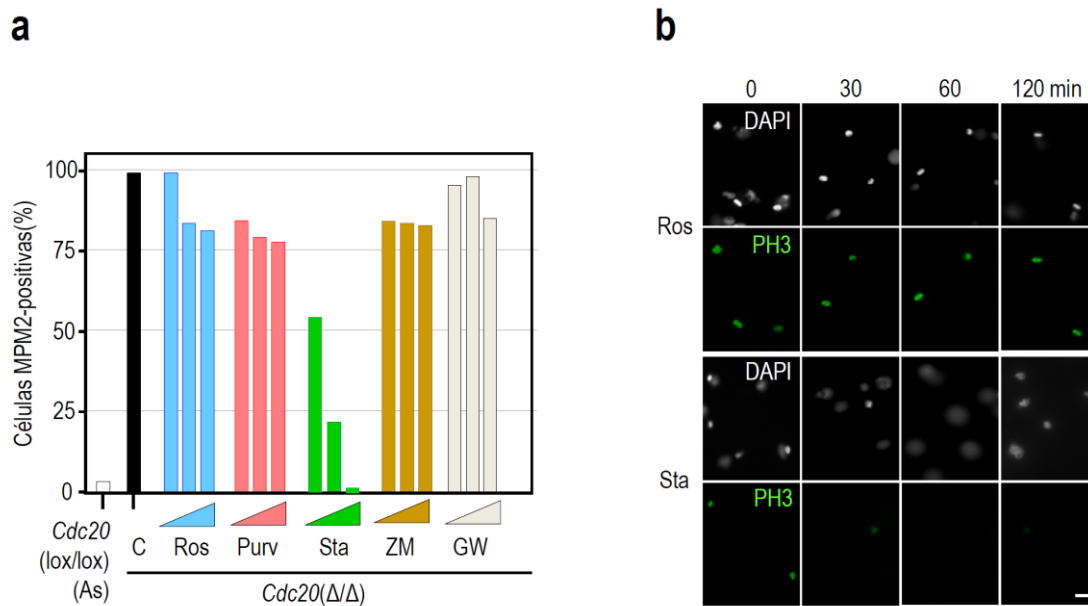 a
Células MPM2-positivas(%)
100
75
50
25
0
Cdc20
(lox/lox)
(As)
C
Ros
Purv
Sta
ZM
GW
Cdc20(Δ/Δ)
b
0
30
60
120 min
Ros
DAPI
PH3
Sta
DAPI
PH3